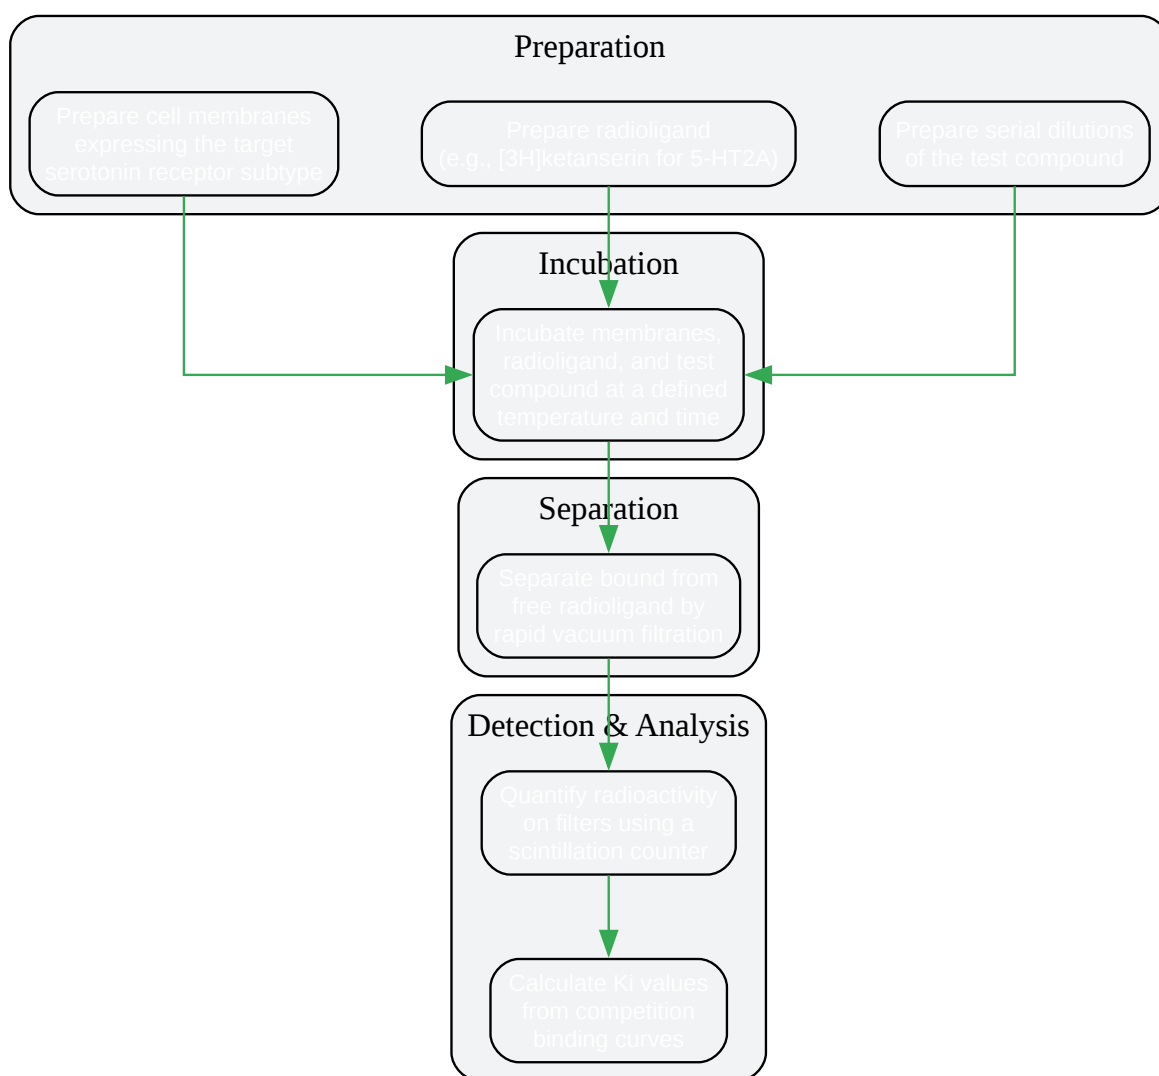 Preparation
Prepare cell membranes
expressing the target
serotonin receptor subtype
Prepare radioligand
(e.g., [3H]ketanserin for 5-HT2A)
Prepare serial dilutions
of the test compound
Incubation
Incubate membranes,
radioligand, and test
compound at a defined
temperature and time
Separation
Separate bound from
free radioligand by
rapid vacuum filtration
Detection & Analysis
Quantify radioactivity
on filters using a
scintillation counter
Calculate Ki values
from competition
binding curves